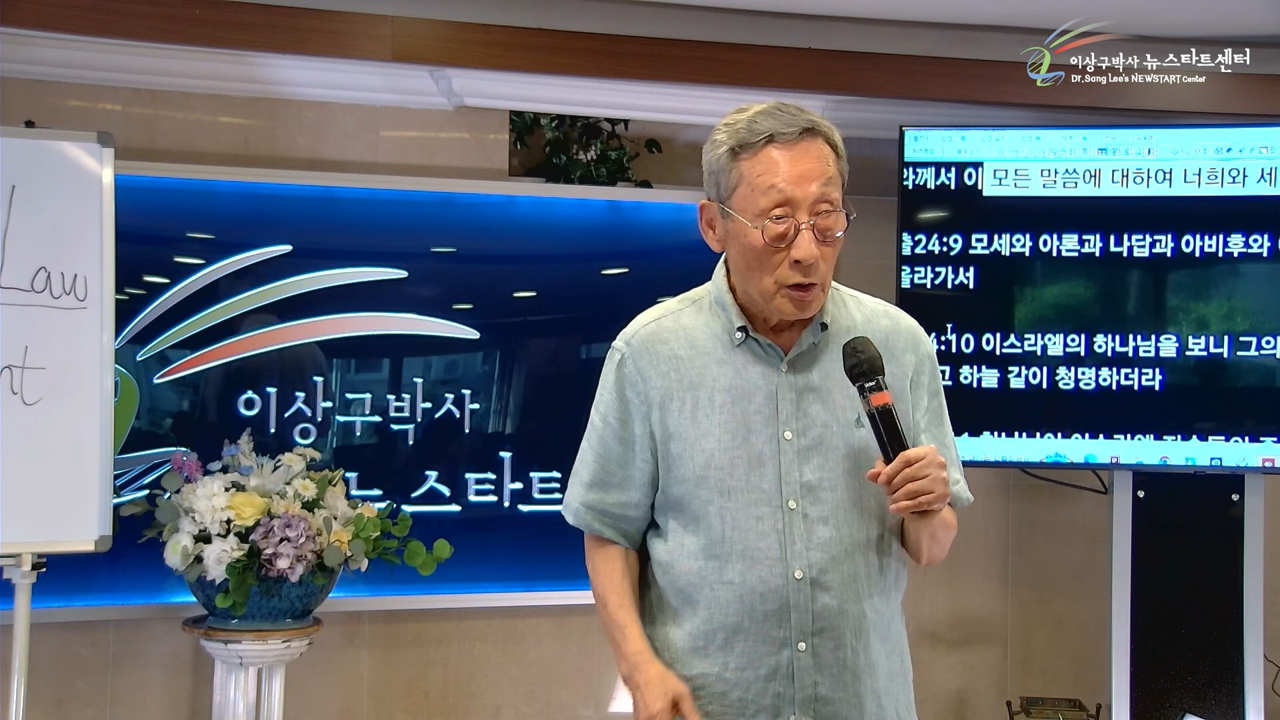 이상구박사 뉴스타트센터
Dr. Sang Lee's NEWSTART Center
Law
nt
이상구박사
뉴스타트
와께서 이 모든 말씀에 대하여 너희와 세
출24:9 모세와 아론과 나답과 아비후와
올라가서
4:10 이스라엘의 하나님을 보니 그의
고 하늘 같이 청명하더라